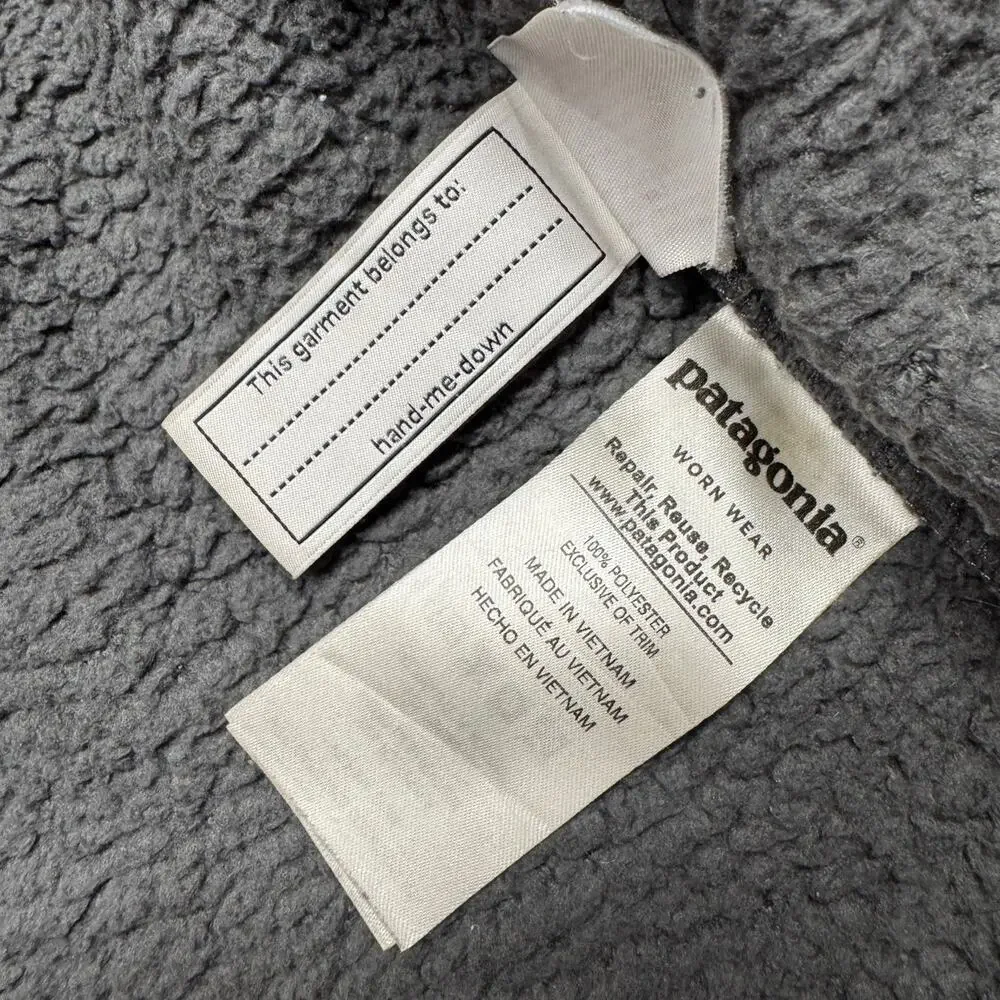 This garment belongs to:
hand-me-down
patagonia®
WORN WEAR
Repair, Reuse, Recycle
This Product
www.patagonia.com
100% POLYESTER
EXCLUSIVE OF TRIM
MADE IN VIETNAM
FABRIQUÉ AU VIETNAM
HECHO EN VIETNAM